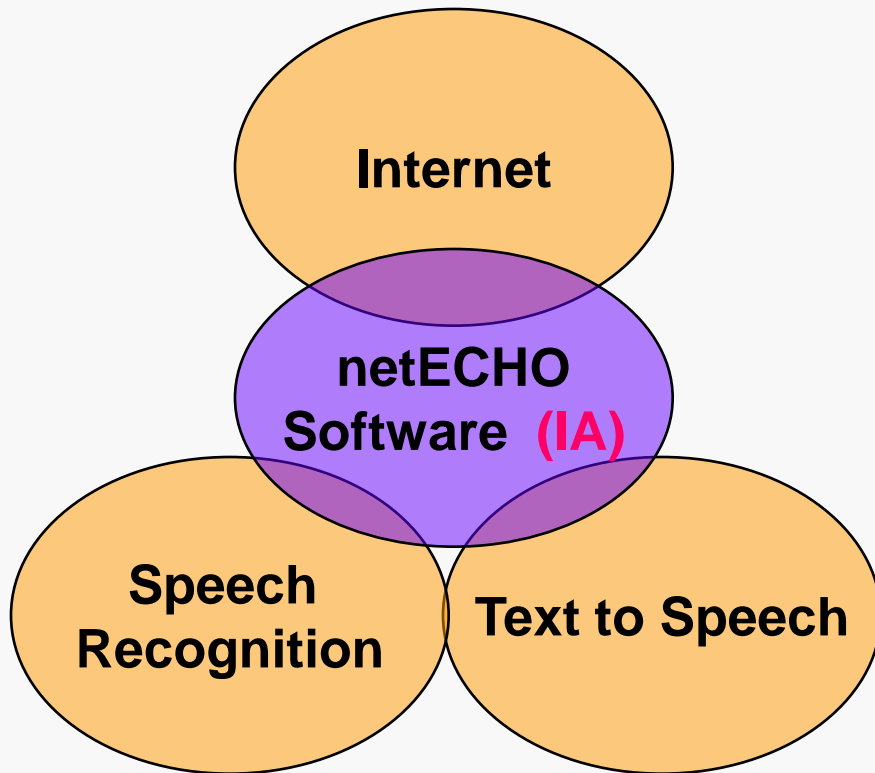 Internet
netECHO
Software (IA)
Speech
Recognition
Text to Speech